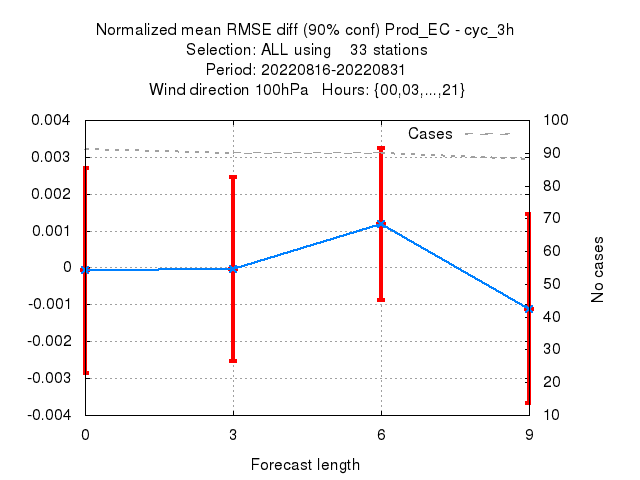 Normalized mean RMSE diff (90% conf) Prod_EC - cyc_3h
Selection: ALL using    33 stations
Period: 20220816-20220831
Wind direction 100hPa   Hours: {00,03,...,21}
Cases
0.004
0.003
0.002
0.001
0
-0.001
-0.002
-0.003
-0.004
100
90
80
70
60
50
40
30
20
10
No cases
0 3 6 9
Forecast length